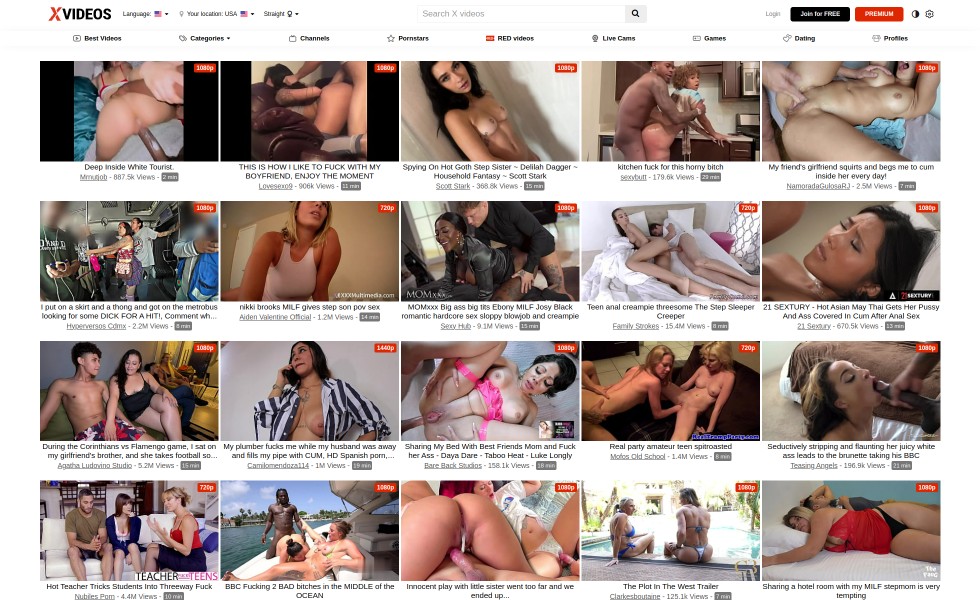 XVIDEOS
Language:
Your location: USA
Straight
Search X videos
Login
Join for FREE
PREMIUM
Best Videos
Categories
Channels
Pornstars
RED videos
Live Cams
Games
Dating
Profiles
1080p
1080p
1080p
1080p
Deep Inside White Tourist.
Mrnutjob - 887.5k Views - 2 min
THIS IS HOW I LIKE TO FUCK WITH MY
BOYFRIEND, ENJOY THE MOMENT
Lovesexo9 - 906k Views - 11 min
Spying On Hot Goth Step Sister ~ Delilah Dagger ~
Household Fantasy ~ Scott Stark
Scott Stark - 368.8k Views - 15 min
kitchen fuck for this horny bitch
sexybutt - 179.6k Views - 29 min
My friend's girlfriend squirts and begs me to cum
inside her every day!
NamoradaGulosaRJ - 2.5M Views - 7 min
1080p
720p
720p
1080p
MOMxxx
21 SEXTURY
I put on a skirt and a thong and got on the metrobus
looking for some DICK FOR A HIT!, Comment wh...
Hyperversos Cdmx - 2.2M Views - 8 min
nikki brooks MILF gives step son pov sex
Aiden Valentine Official - 1.2M Views - 14 min
MOMxxx Big ass big tits Ebony MILF Josy Black
romantic hardcore sex sloppy blowjob and creampie
Sexy Hub - 9.1M Views - 15 min
Teen anal creampie threesome The Step Sleeper
Creeper
Family Strokes - 15.4M Views - 8 min
21 SEXTURY - Hot Asian May Thai Gets Her Pussy
And Ass Covered In Cum After Anal Sex
21 Sextury - 670.5k Views - 13 min
1080p
1440p
1080p
720p
1080p
During the Corinthians vs Flamengo game, I sat on
my girlfriend's brother, and she takes football so...
Agatha Ludovino Studio - 5.2M Views - 15 min
My plumber fucks me while my husband was away
and fills my pipe with CUM, HD Spanish porn,...
Camilomendoza114 - 1M Views - 19 min
Sharing My Bed With Best Friends Mom and Fuck
her Ass - Daya Dare - Taboo Heat - Luke Longly
Bare Back Studios - 158.1k Views - 18 min
Real party amateur teen spitroasted
Mofos Old School - 1.4M Views - 8 min
Seductively stripping and flaunting her juicy white
ass leads to the brunette taking his BBC
Teasing Angels - 196.9k Views - 21 min
720p
1080p
1080p
1080p
1080p
Hot Teacher Tricks Students Into Threeway Fuck
Nubiles Porn - 4.4M Views - 10 min
BBC Fucking 2 BAD bitches in the MIDDLE of the
OCEAN
Innocent play with little sister went too far and we
ended up...
The Plot In The West Trailer
Clarkesboutaine - 125.1k Views - 7 min
Sharing a hotel room with my MILF stepmom is very
tempting